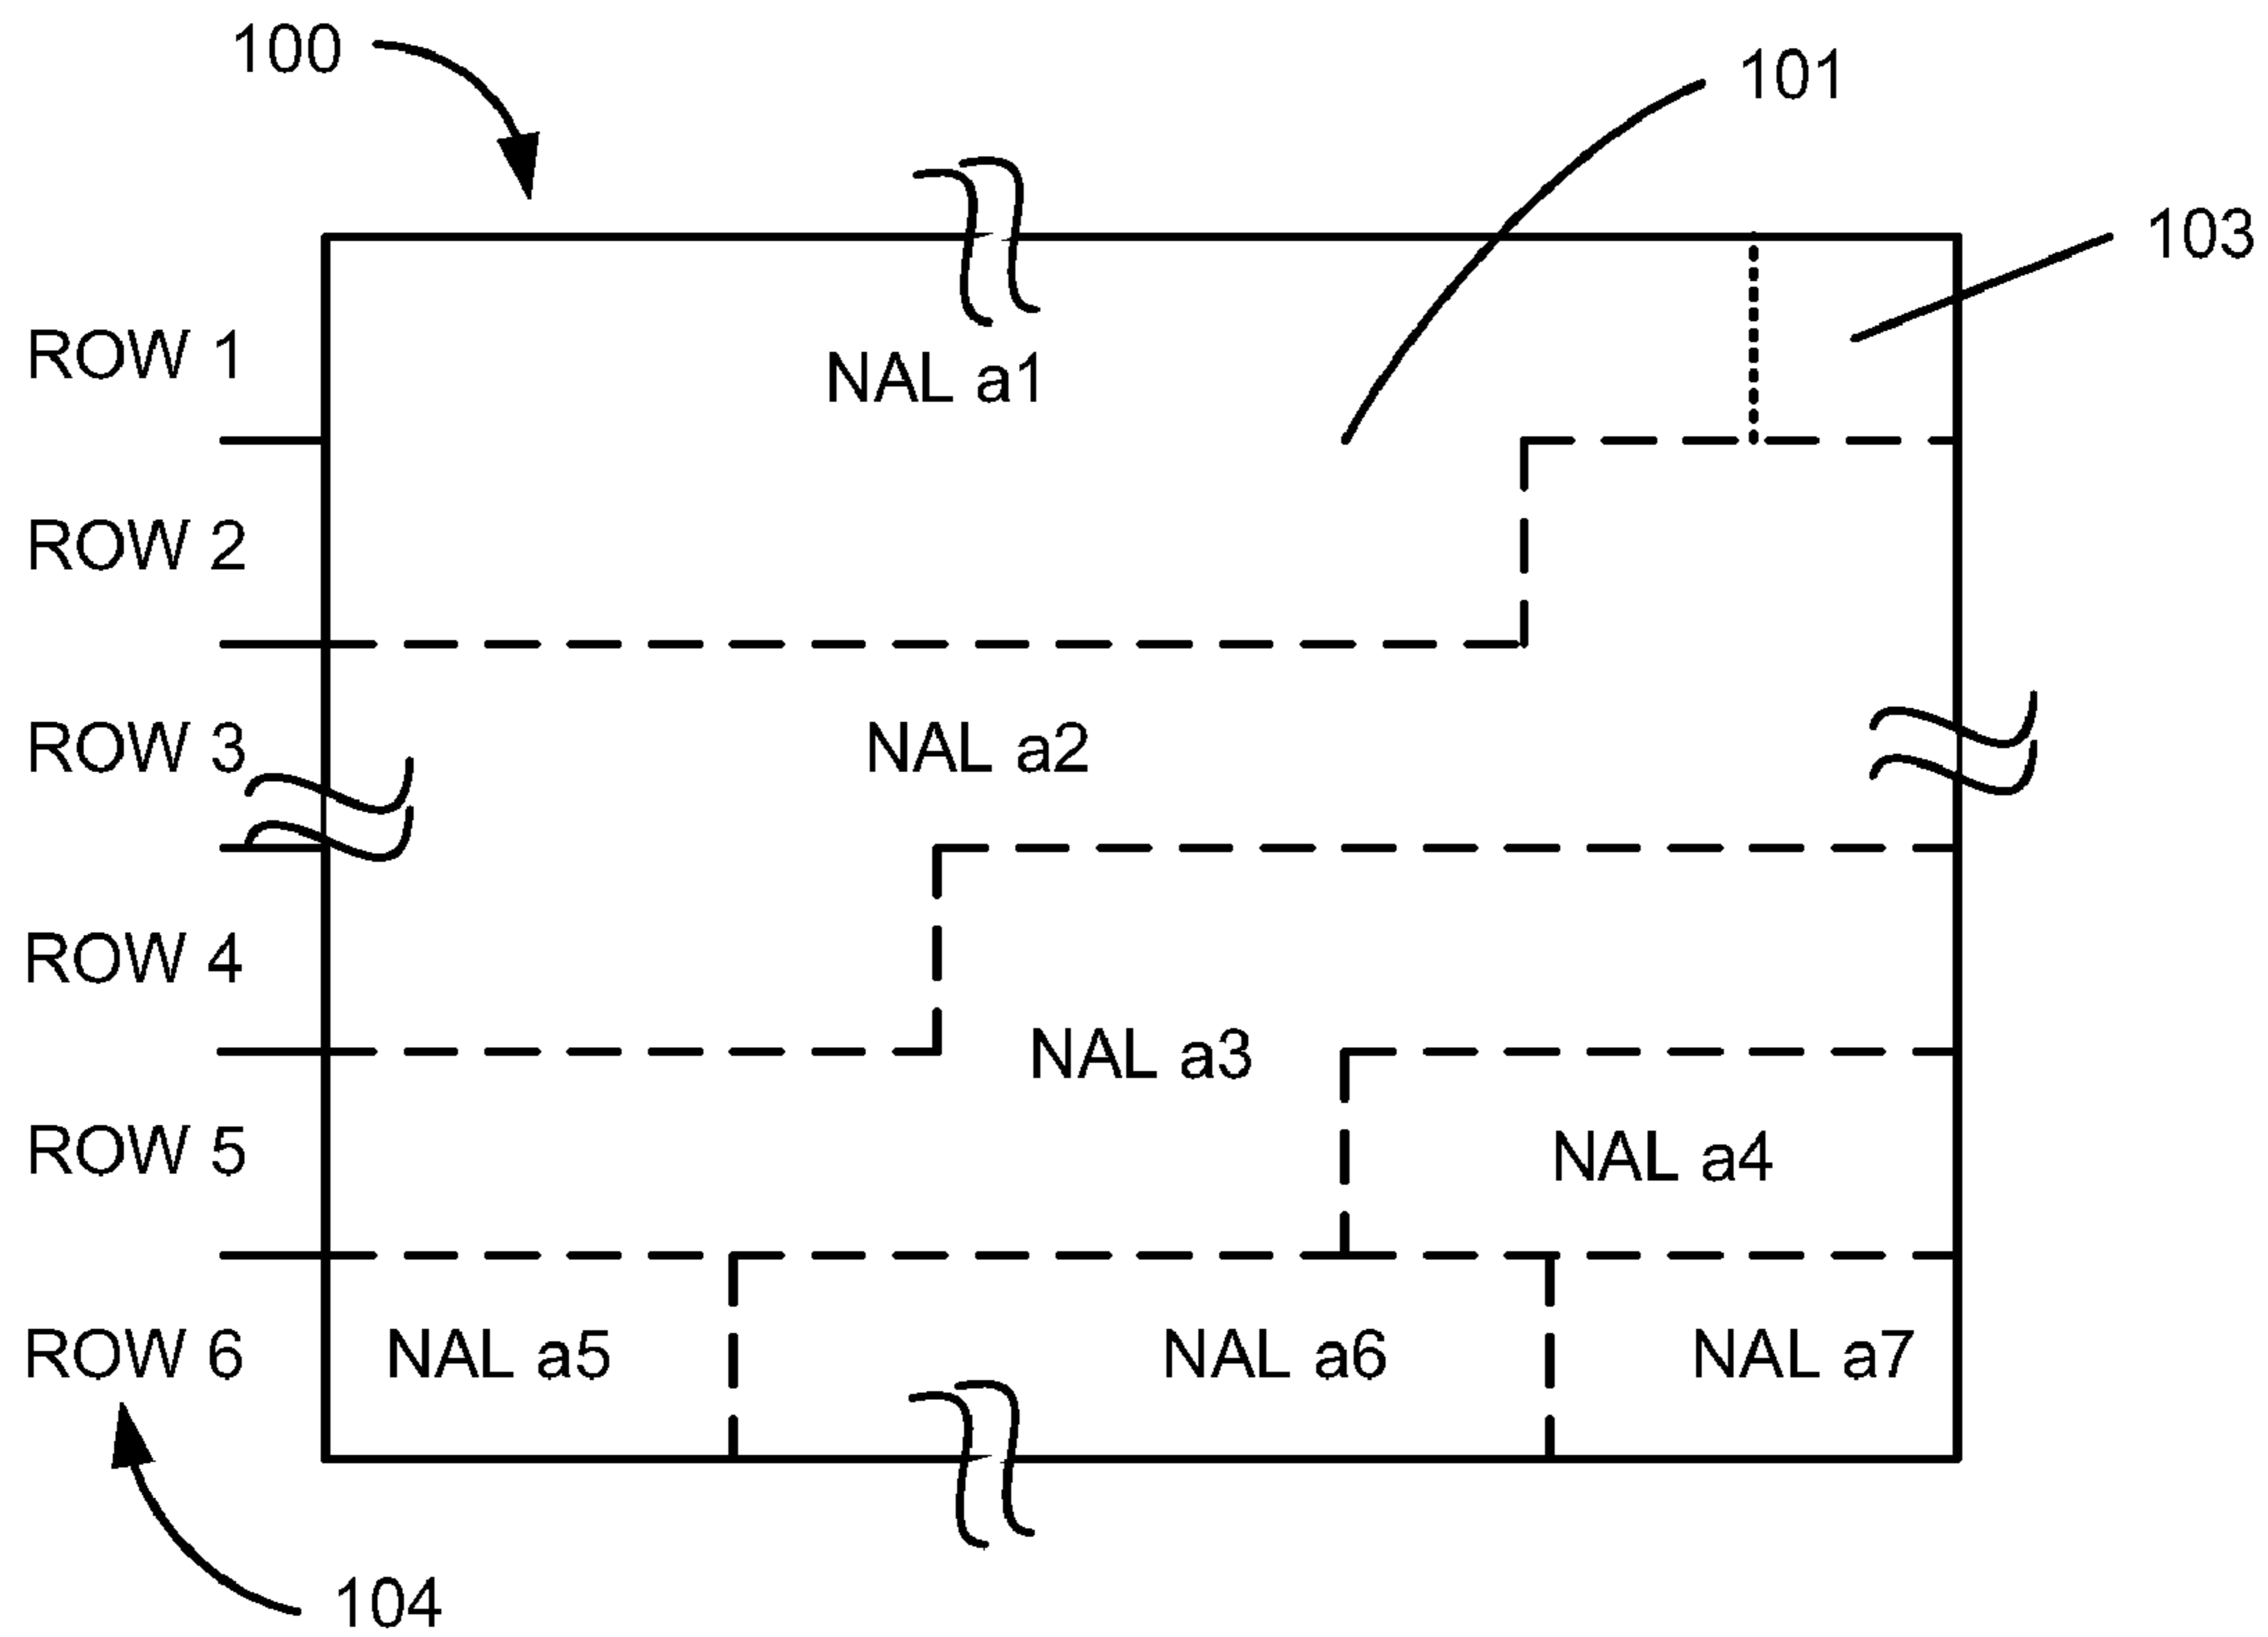 100
101
103
ROW 1
NAL a1
ROW 2
ROW 3
NAL a2
ROW 4
NAL a3
ROW 5
NAL a4
ROW 6
NAL a5
NAL a6
NAL a7
104